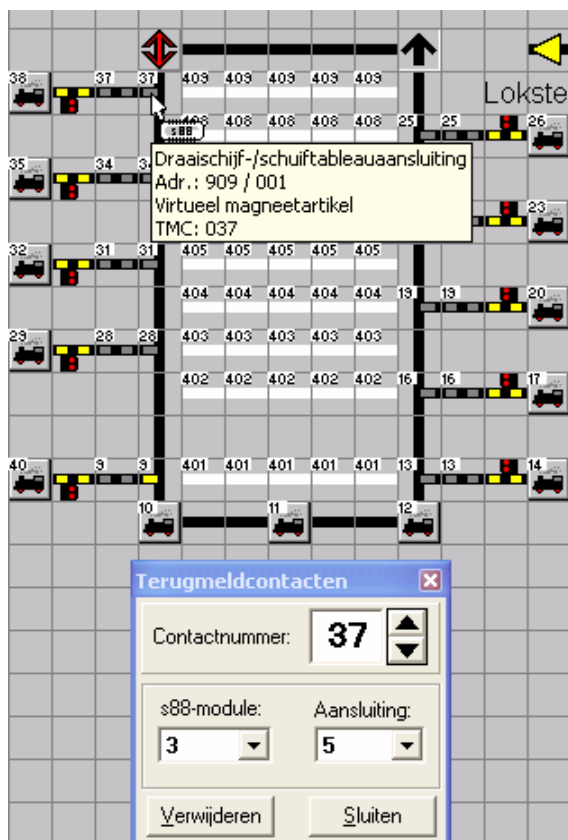 38 37 37 409 409 409 409 409
Lokste
408 408 408 408 25 25 26
s88
35 34
Draaischijf-/schuiftableauaansluiting
Adr.: 909 / 001
Virtueel magneetartikel
TMC: 037
23
32 31 31 405 405 405 405 405
404 404 404 404 404 19 19 20
29 28 28 403 403 403 403 403
402 402 402 402 402 16 16 17
40 9 9 401 401 401 401 401 13 13 14
10 11 12
Terugmeldcontacten
Contactnummer: 37
s88-module: Aansluiting:
3 5
Verwijderen Sluiten